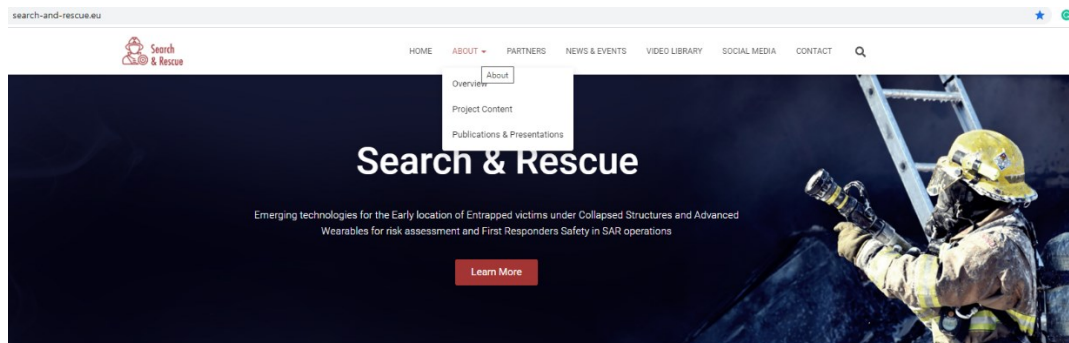 search-and-rescue.eu
Search
& Rescue
HOME ABOUT PARTNERS NEWS & EVENTS VIDEO LIBRARY SOCIAL MEDIA CONTACT
About
Overview
Project Content
Publications & Presentations
Search & Rescue
Emerging technologies for the Early location of Entrapped victims under Collapsed Structures and Advanced
Wearables for risk assessment and First Responders Safety in SAR operations
Learn More